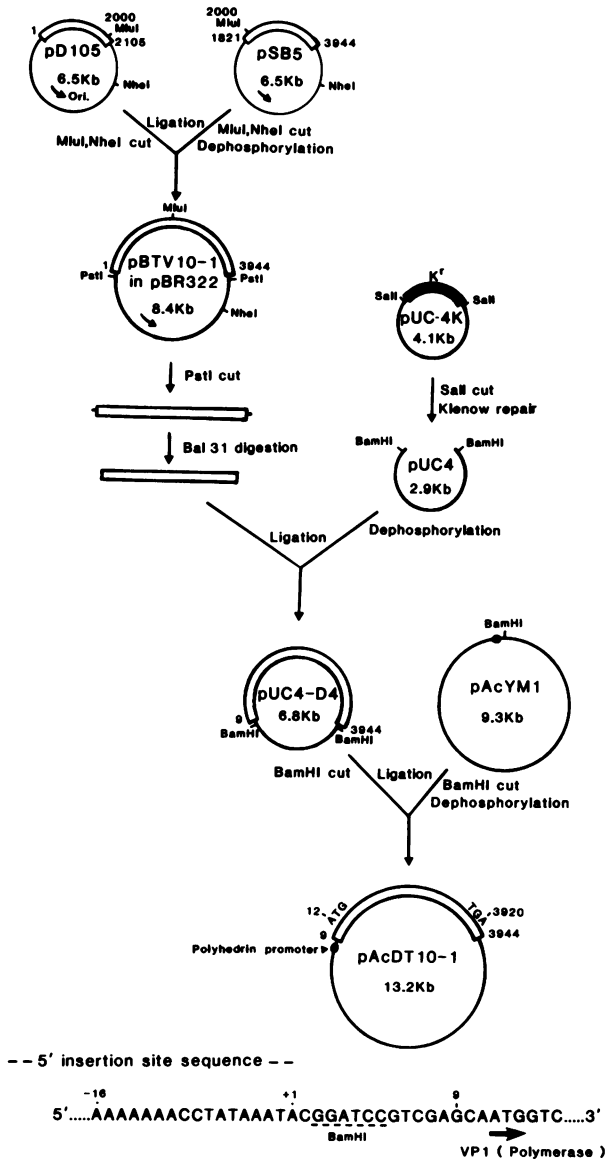 2000
MluI
1
2105
pD105
6.5Kb
NheI
Ori.
2000
MluI
1821
3944
pSB5
6.5Kb
NheI
Ligation
MluI,NheI cut
MluI,NheI cut
Dephosphorylation
MluI
1
3944
PstI
PstI
pBTV10-1
in pBR322
8.4Kb
NheI
Kr
SalI
SalI
pUC-4K
4.1Kb
PstI cut
SalI cut
Klenow repair
Bal 31 digestion
BamHI
BamHI
pUC4
2.9Kb
Ligation
Dephosphorylation
pUC4-D4
6.8Kb
9
BamHI
3944
BamHI
BamHI
pAcYM1
9.3Kb
BamHI cut
Ligation
BamHI cut
Dephosphorylation
12
ATG
TGA
3920
9
3944
Polyhedrin promoter
pAcDT10-1
13.2Kb
--5' insertion site sequence --
-16
+1
9
5'.....AAAAAAACCTATAAATACGGATCCGTCGAGCAATGGTC.....3'
BamHI
VP1 ( Polymerase )